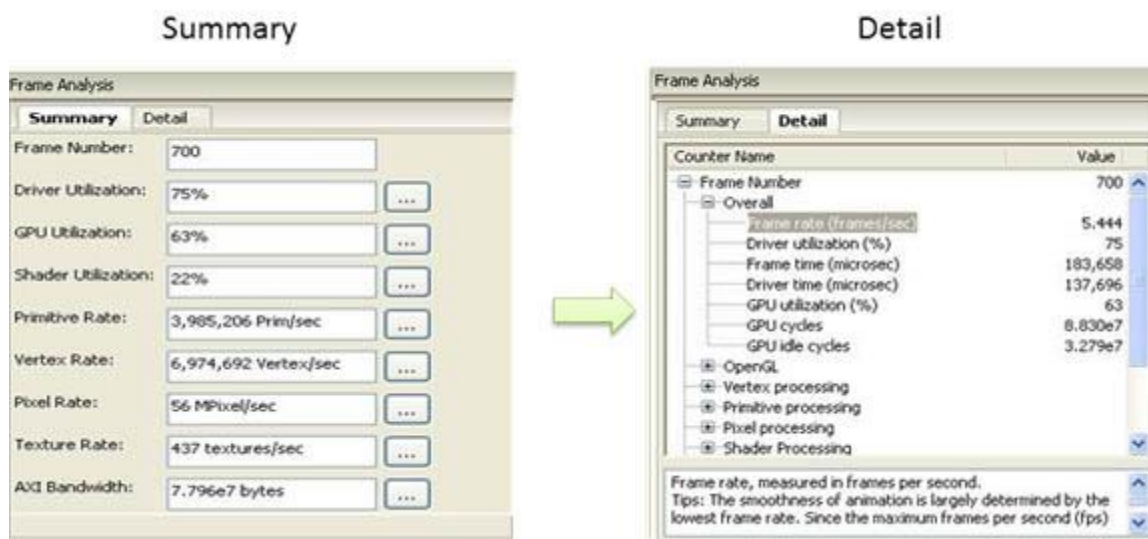 Summary
Frame Analysis
Summary Detail
Frame Number: 700
Driver Utilization: 75% ...
GPU Utilization: 63% ...
Shader Utilization: 22% ...
Primitive Rate: 3,985,206 Prim/sec ...
Vertex Rate: 6,974,692 Vertex/sec ...
Pixel Rate: 56 MPixel/sec ...
Texture Rate: 437 textures/sec ...
AXI Bandwidth: 7.796e7 bytes ...
Detail
Frame Analysis
Summary Detail
Counter Name Value
Frame Number 700
Overall
Frame rate (frames/sec) 5.444
Driver utilization (%) 75
Frame time (microsec) 183,658
Driver time (microsec) 137,696
GPU utilization (%) 63
GPU cycles 8.830e7
GPU idle cycles 3.279e7
OpenGL
Vertex processing
Primitive processing
Pixel processing
Shader Processing
Frame rate, measured in frames per second.
Tips: The smoothness of animation is largely determined by the
lowest frame rate. Since the maximum frames per second (fps)